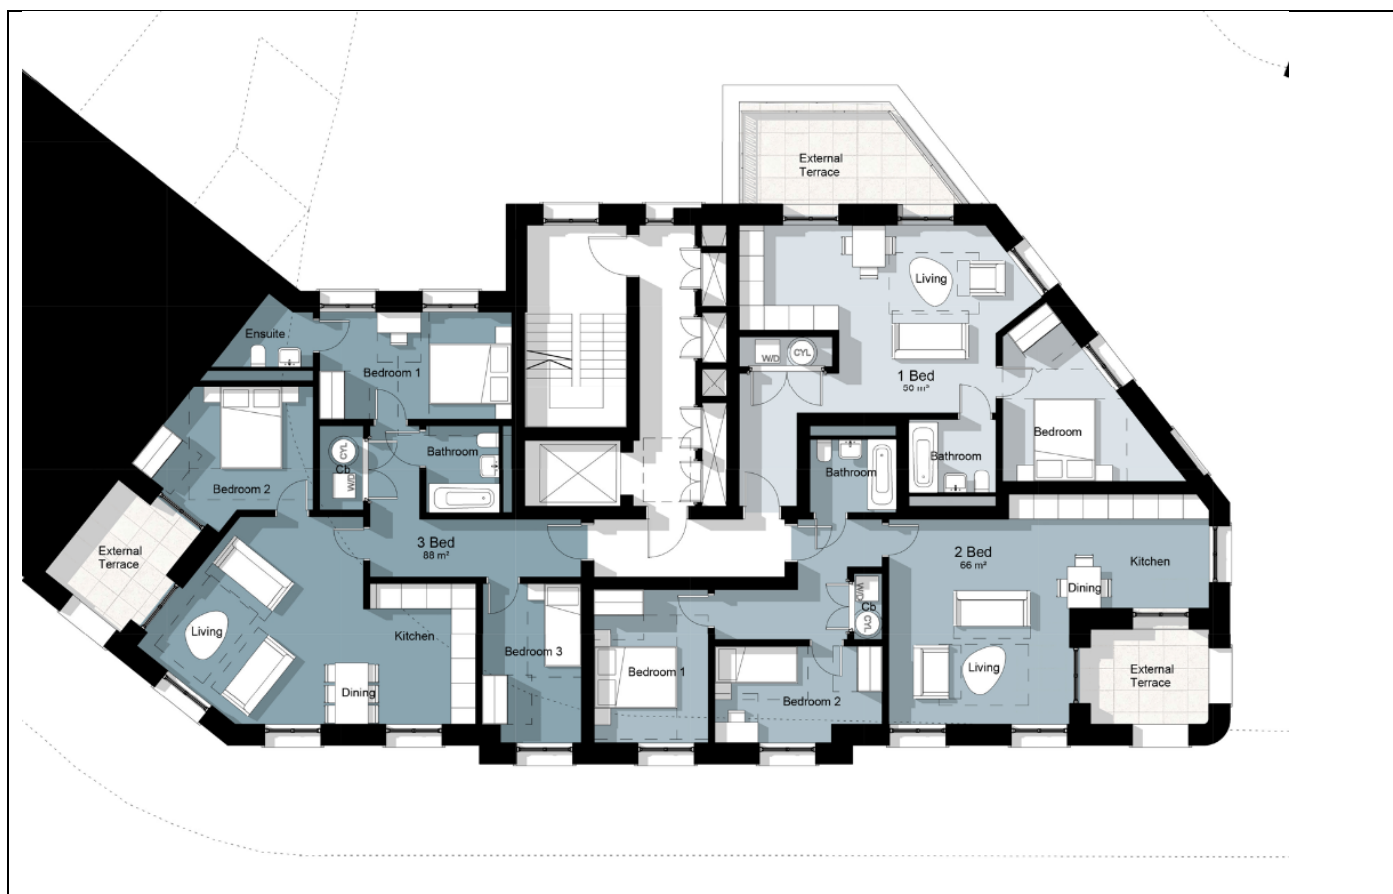 External
Terrace
Living
W/D
CYL
1 Bed
50 m²
Bedroom
Bathroom
Ensuite
Bedroom 1
Bedroom 2
CYL
Cb
W/D
Bathroom
External
Terrace
3 Bed
88 m²
Living
Kitchen
Dining
Bedroom 3
Bathroom
2 Bed
66 m²
Kitchen
Dining
W/D
Cb
CYL
Bedroom 1
Bedroom 2
Living
External
Terrace